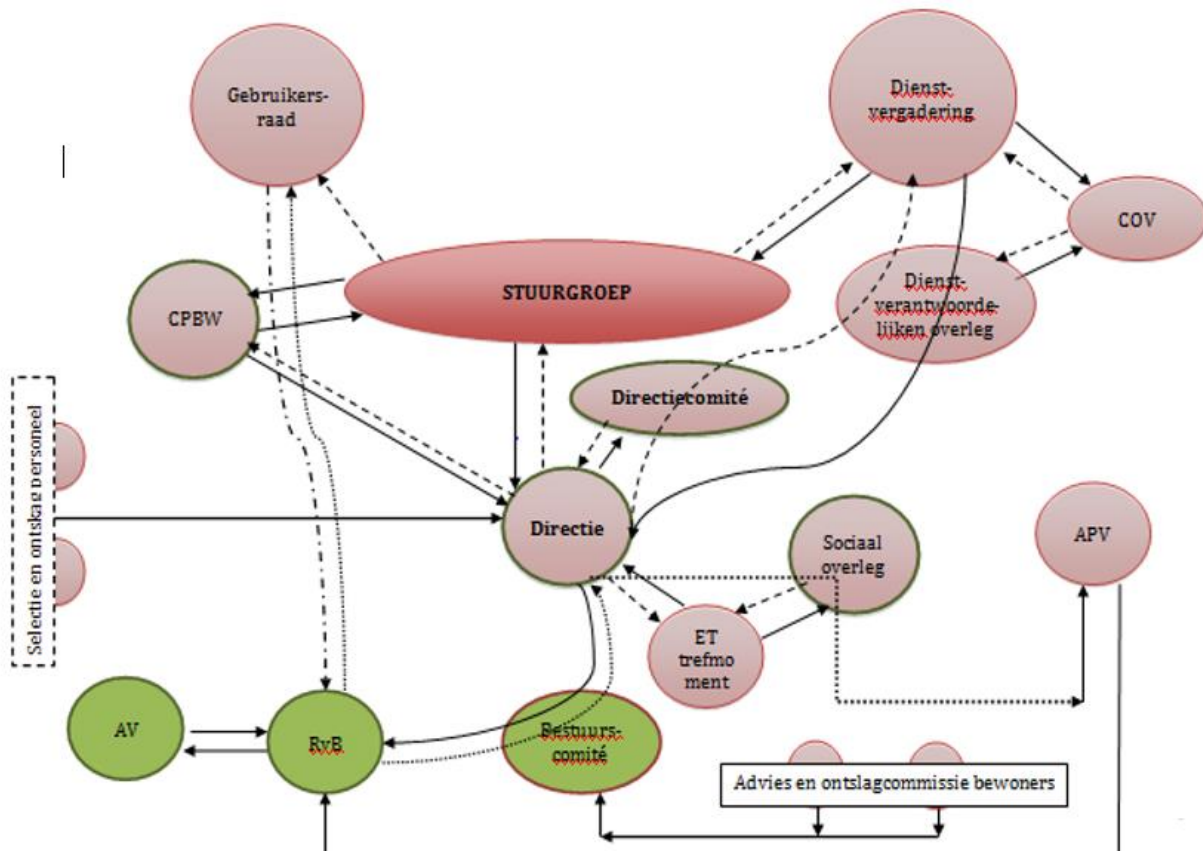 Gebruikers-
raad
Dienst-
vergadering
COV
STUURGROEP
Dienst-
verantwoorde-
lijken overleg
CPBW
Directiecomité
Selectie en ontskag personeel
Directie
Sociaal
overleg
APV
ET
trefmo
ment
AV
RvB
Bestuurs-
comité
Advies en ontslagcommissie bewoners